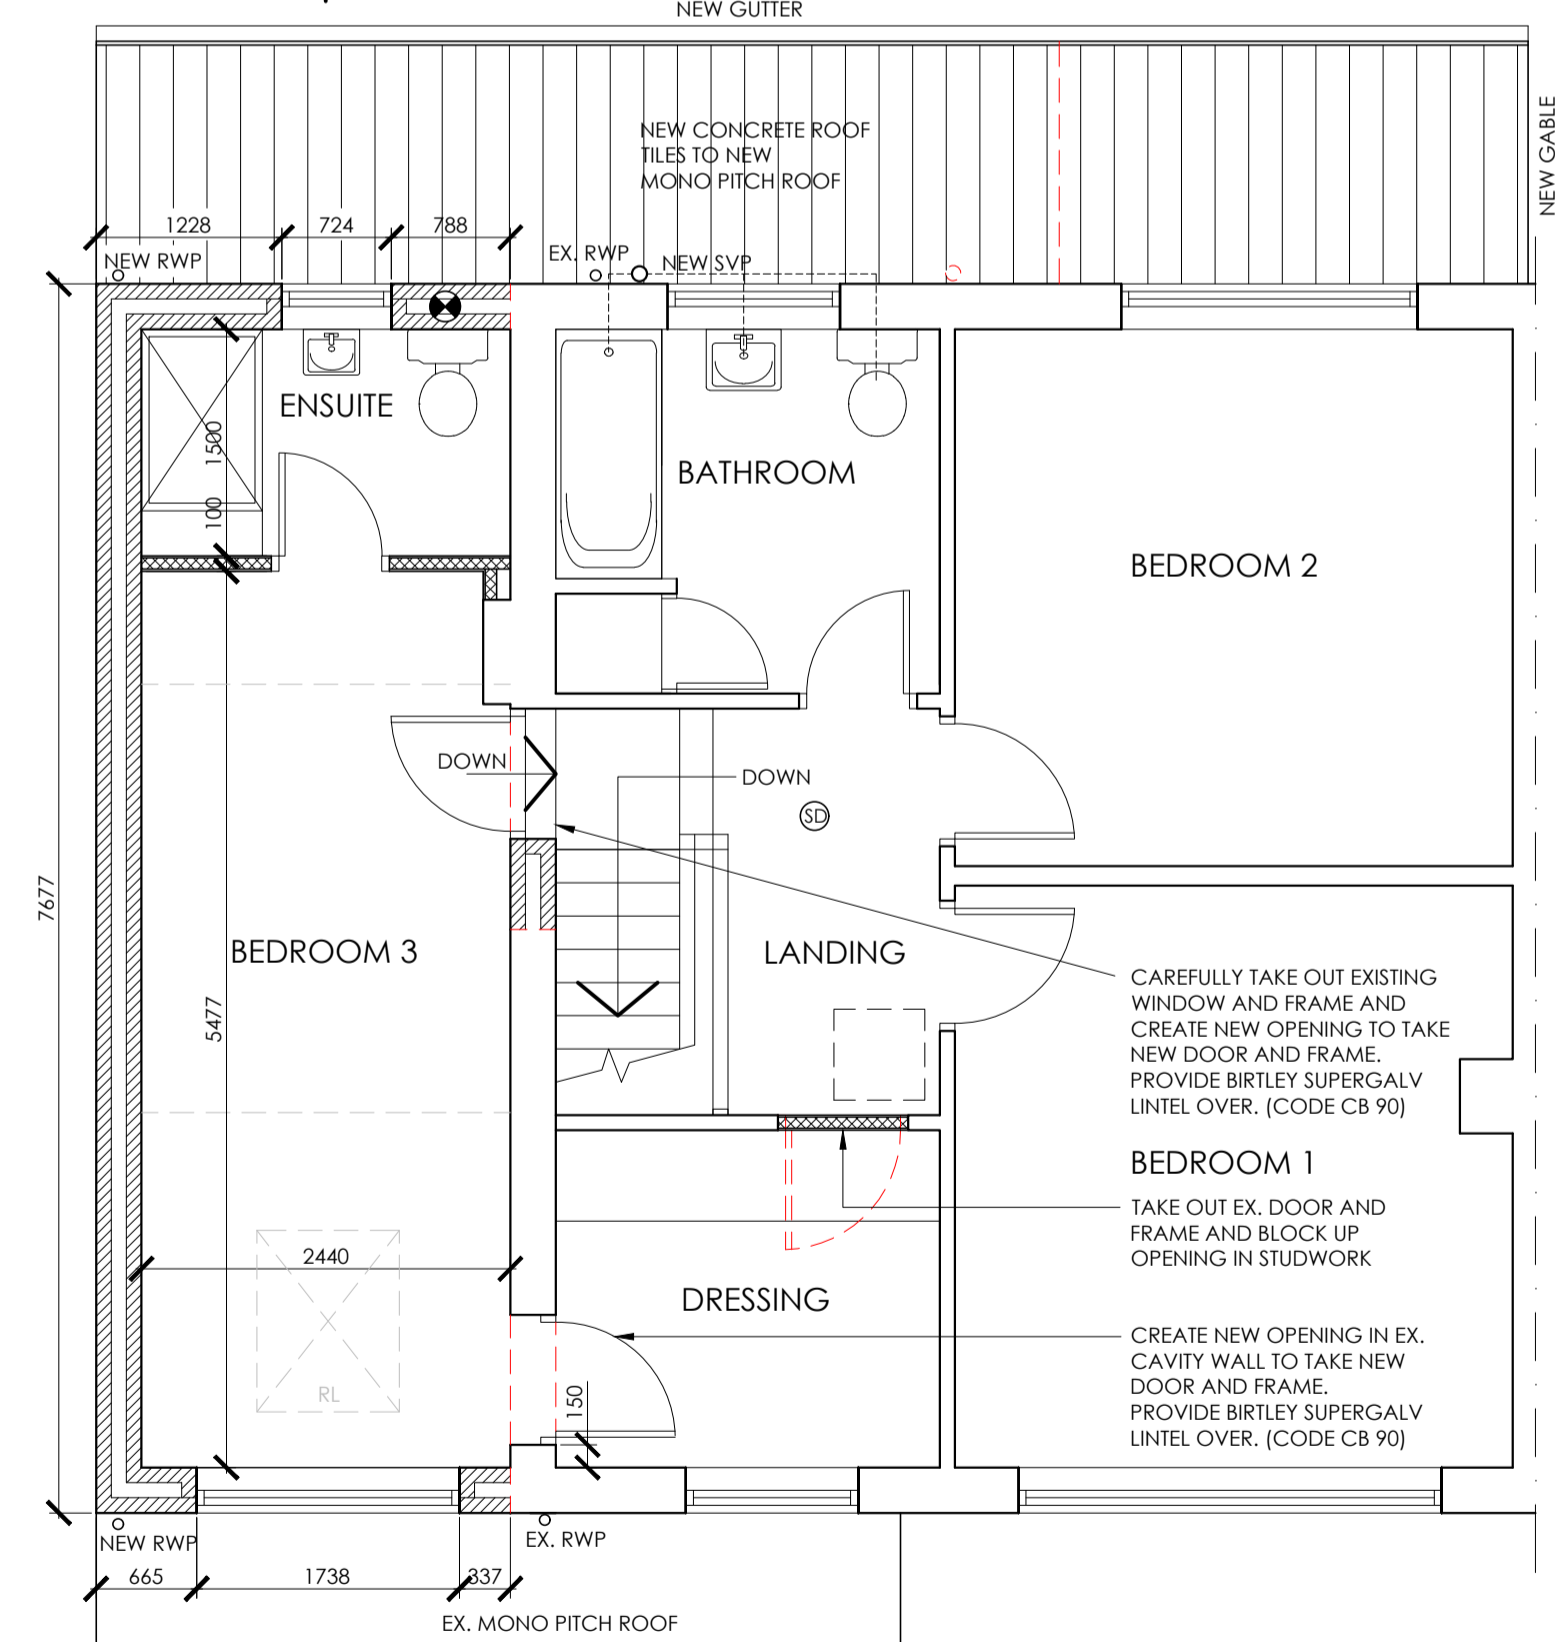 NEW GUTTER
NEW GABLE
NEW CONCRETE ROOF
TILES TO NEW
MONO PITCH ROOF
1228
724
788
NEW RWP
EX. RWP
NEW SVP
ENSUITE
1500
100
BATHROOM
BEDROOM 2
DOWN
DOWN
SD
7677
BEDROOM 3
5477
LANDING
CAREFULLY TAKE OUT EXISTING
WINDOW AND FRAME AND
CREATE NEW OPENING TO TAKE
NEW DOOR AND FRAME.
PROVIDE BIRTLEY SUPERGALV
LINTEL OVER. (CODE CB 90)
BEDROOM 1
TAKE OUT EX. DOOR AND
FRAME AND BLOCK UP
OPENING IN STUDWORK
2440
DRESSING
CREATE NEW OPENING IN EX.
CAVITY WALL TO TAKE NEW
DOOR AND FRAME.
PROVIDE BIRTLEY SUPERGALV
LINTEL OVER. (CODE CB 90)
RL
150
NEW RWP
EX. RWP
665
1738
337
EX. MONO PITCH ROOF